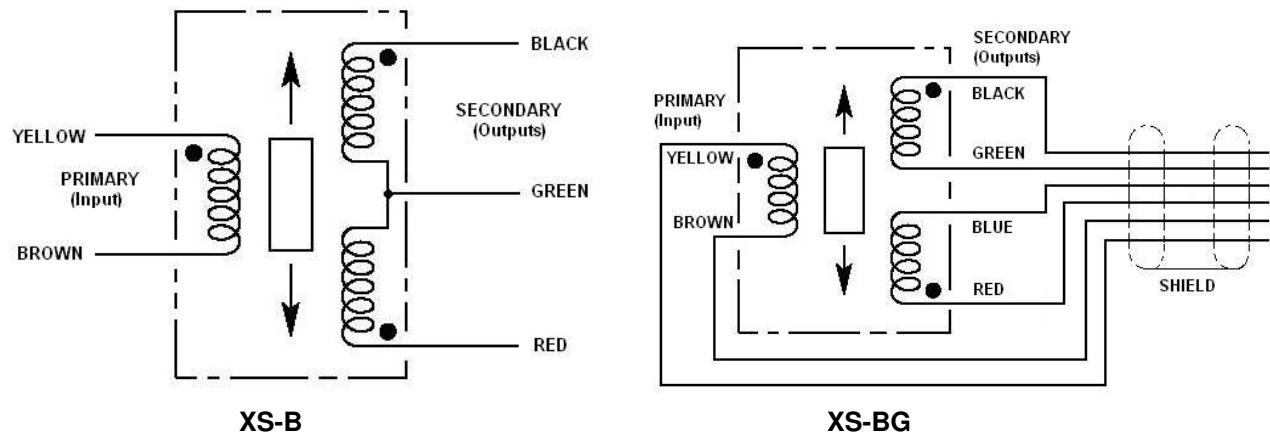 BLACK
SECONDARY
(Outputs)
YELLOW
PRIMARY
(Input)
GREEN
BROWN
RED
XS-B
SECONDARY
(Outputs)
PRIMARY
(Input)
BLACK
YELLOW
GREEN
BROWN
BLUE
RED
SHIELD
XS-BG